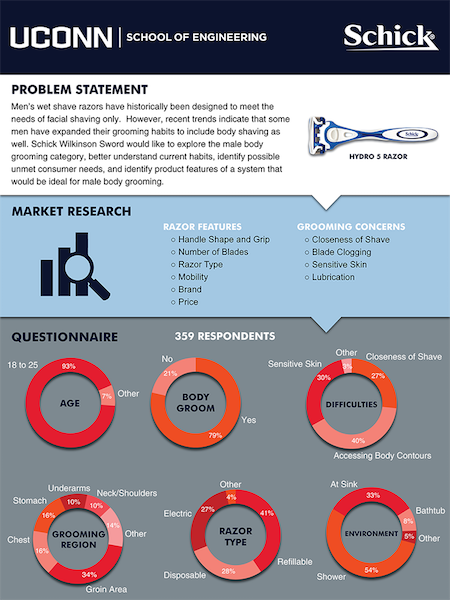 UCONN | SCHOOL OF ENGINEERING
Schick®
PROBLEM STATEMENT
Men's wet shave razors have historically been designed to meet the
needs of facial shaving only. However, recent trends indicate that some
men have expanded their grooming habits to include body shaving as
well. Schick Wilkinson Sword would like to explore the male body
grooming category, better understand current habits, identify possible
unmet consumer needs, and identify product features of a system that
would be ideal for male body grooming.
Schick
HYDRO 5 RAZOR
MARKET RESEARCH
RAZOR FEATURES
○ Handle Shape and Grip
○ Number of Blades
○ Razor Type
○ Mobility
○ Brand
○ Price
GROOMING CONCERNS
○ Closeness of Shave
○ Blade Clogging
○ Sensitive Skin
○ Lubrication
QUESTIONNAIRE
359 RESPONDENTS
18 to 25
93%
7%
Other
AGE
No
21%
BODY
GROOM
Yes
79%
Other
3%
Closeness of Shave
27%
Sensitive Skin
30%
DIFFICULTIES
40%
Accessing Body Contours
Underarms
10%
Neck/Shoulders
10%
Stomach
16%
Other
14%
Chest
16%
GROOMING
REGION
34%
Groin Area
Other
4%
Electric
27%
41%
RAZOR
TYPE
Refillable
28%
Disposable
At Sink
33%
Bathtub
8%
5%
Other
ENVIRONMENT
54%
Shower